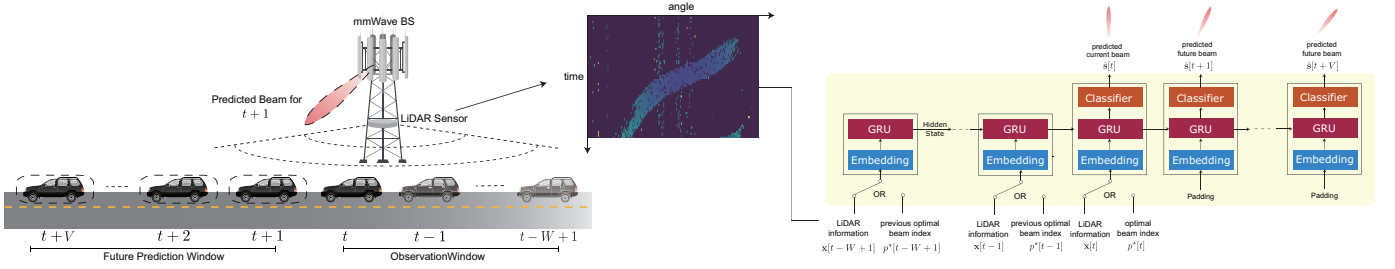 mmWave BS
Predicted Beam for
t + 1
LiDAR Sensor
t + V
t + 2
t + 1
t
t − 1
t − W + 1
Future Prediction Window
ObservationWindow
angle
time
predicted
current beam
ŝ[t]
predicted
future beam
ŝ[t+1]
predicted
future beam
ŝ[t+V]
Classifier
Classifier
Classifier
GRU
Hidden
State
GRU
GRU
GRU
GRU
Embedding
Embedding
Embedding
Embedding
Embedding
OR
OR
OR
Padding
Padding
LiDAR
information
x[t−W+1]
previous optimal
beam index
p*[t−W+1]
LiDAR
information
x[t−1]
previous optimal
beam index
p*[t−1]
LiDAR
information
x[t]
optimal
beam index
p*[t]